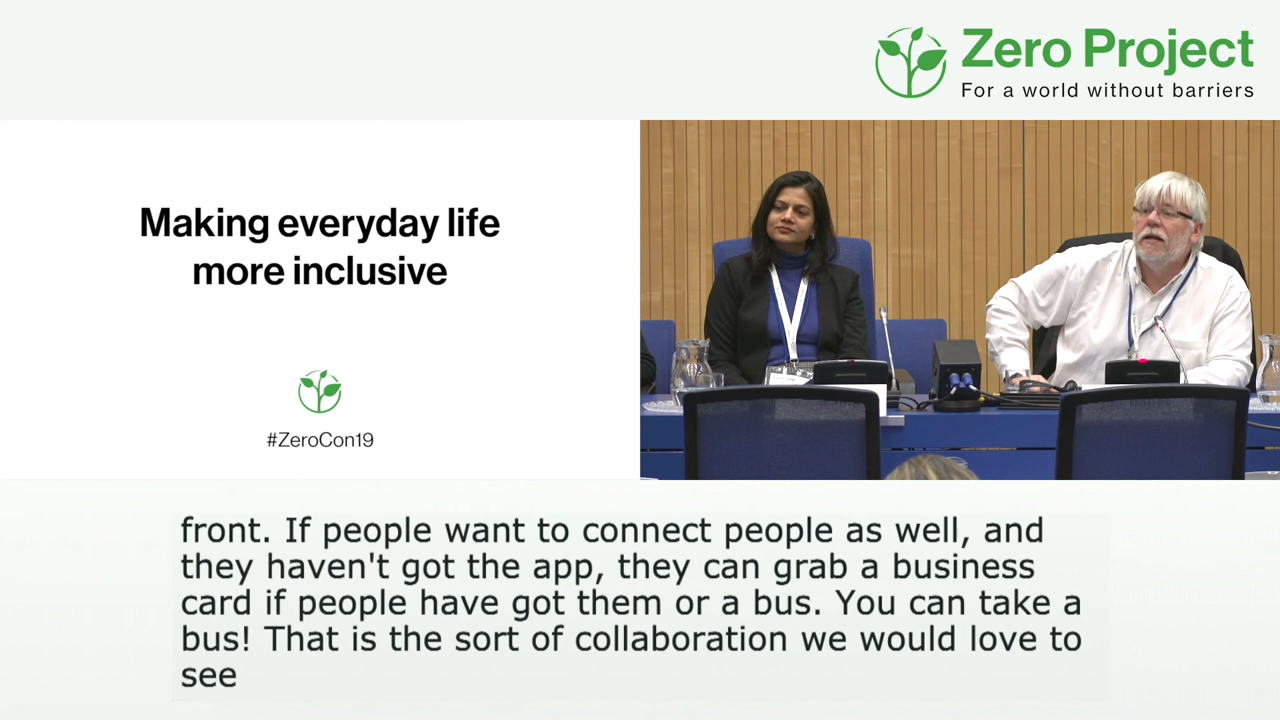 Zero Project
For a world without barriers
Making everyday life
more inclusive
#ZeroCon19
front. If people want to connect people as well, and
they haven't got the app, they can grab a business
card if people have got them or a bus. You can take a
bus! That is the sort of collaboration we would love to
see